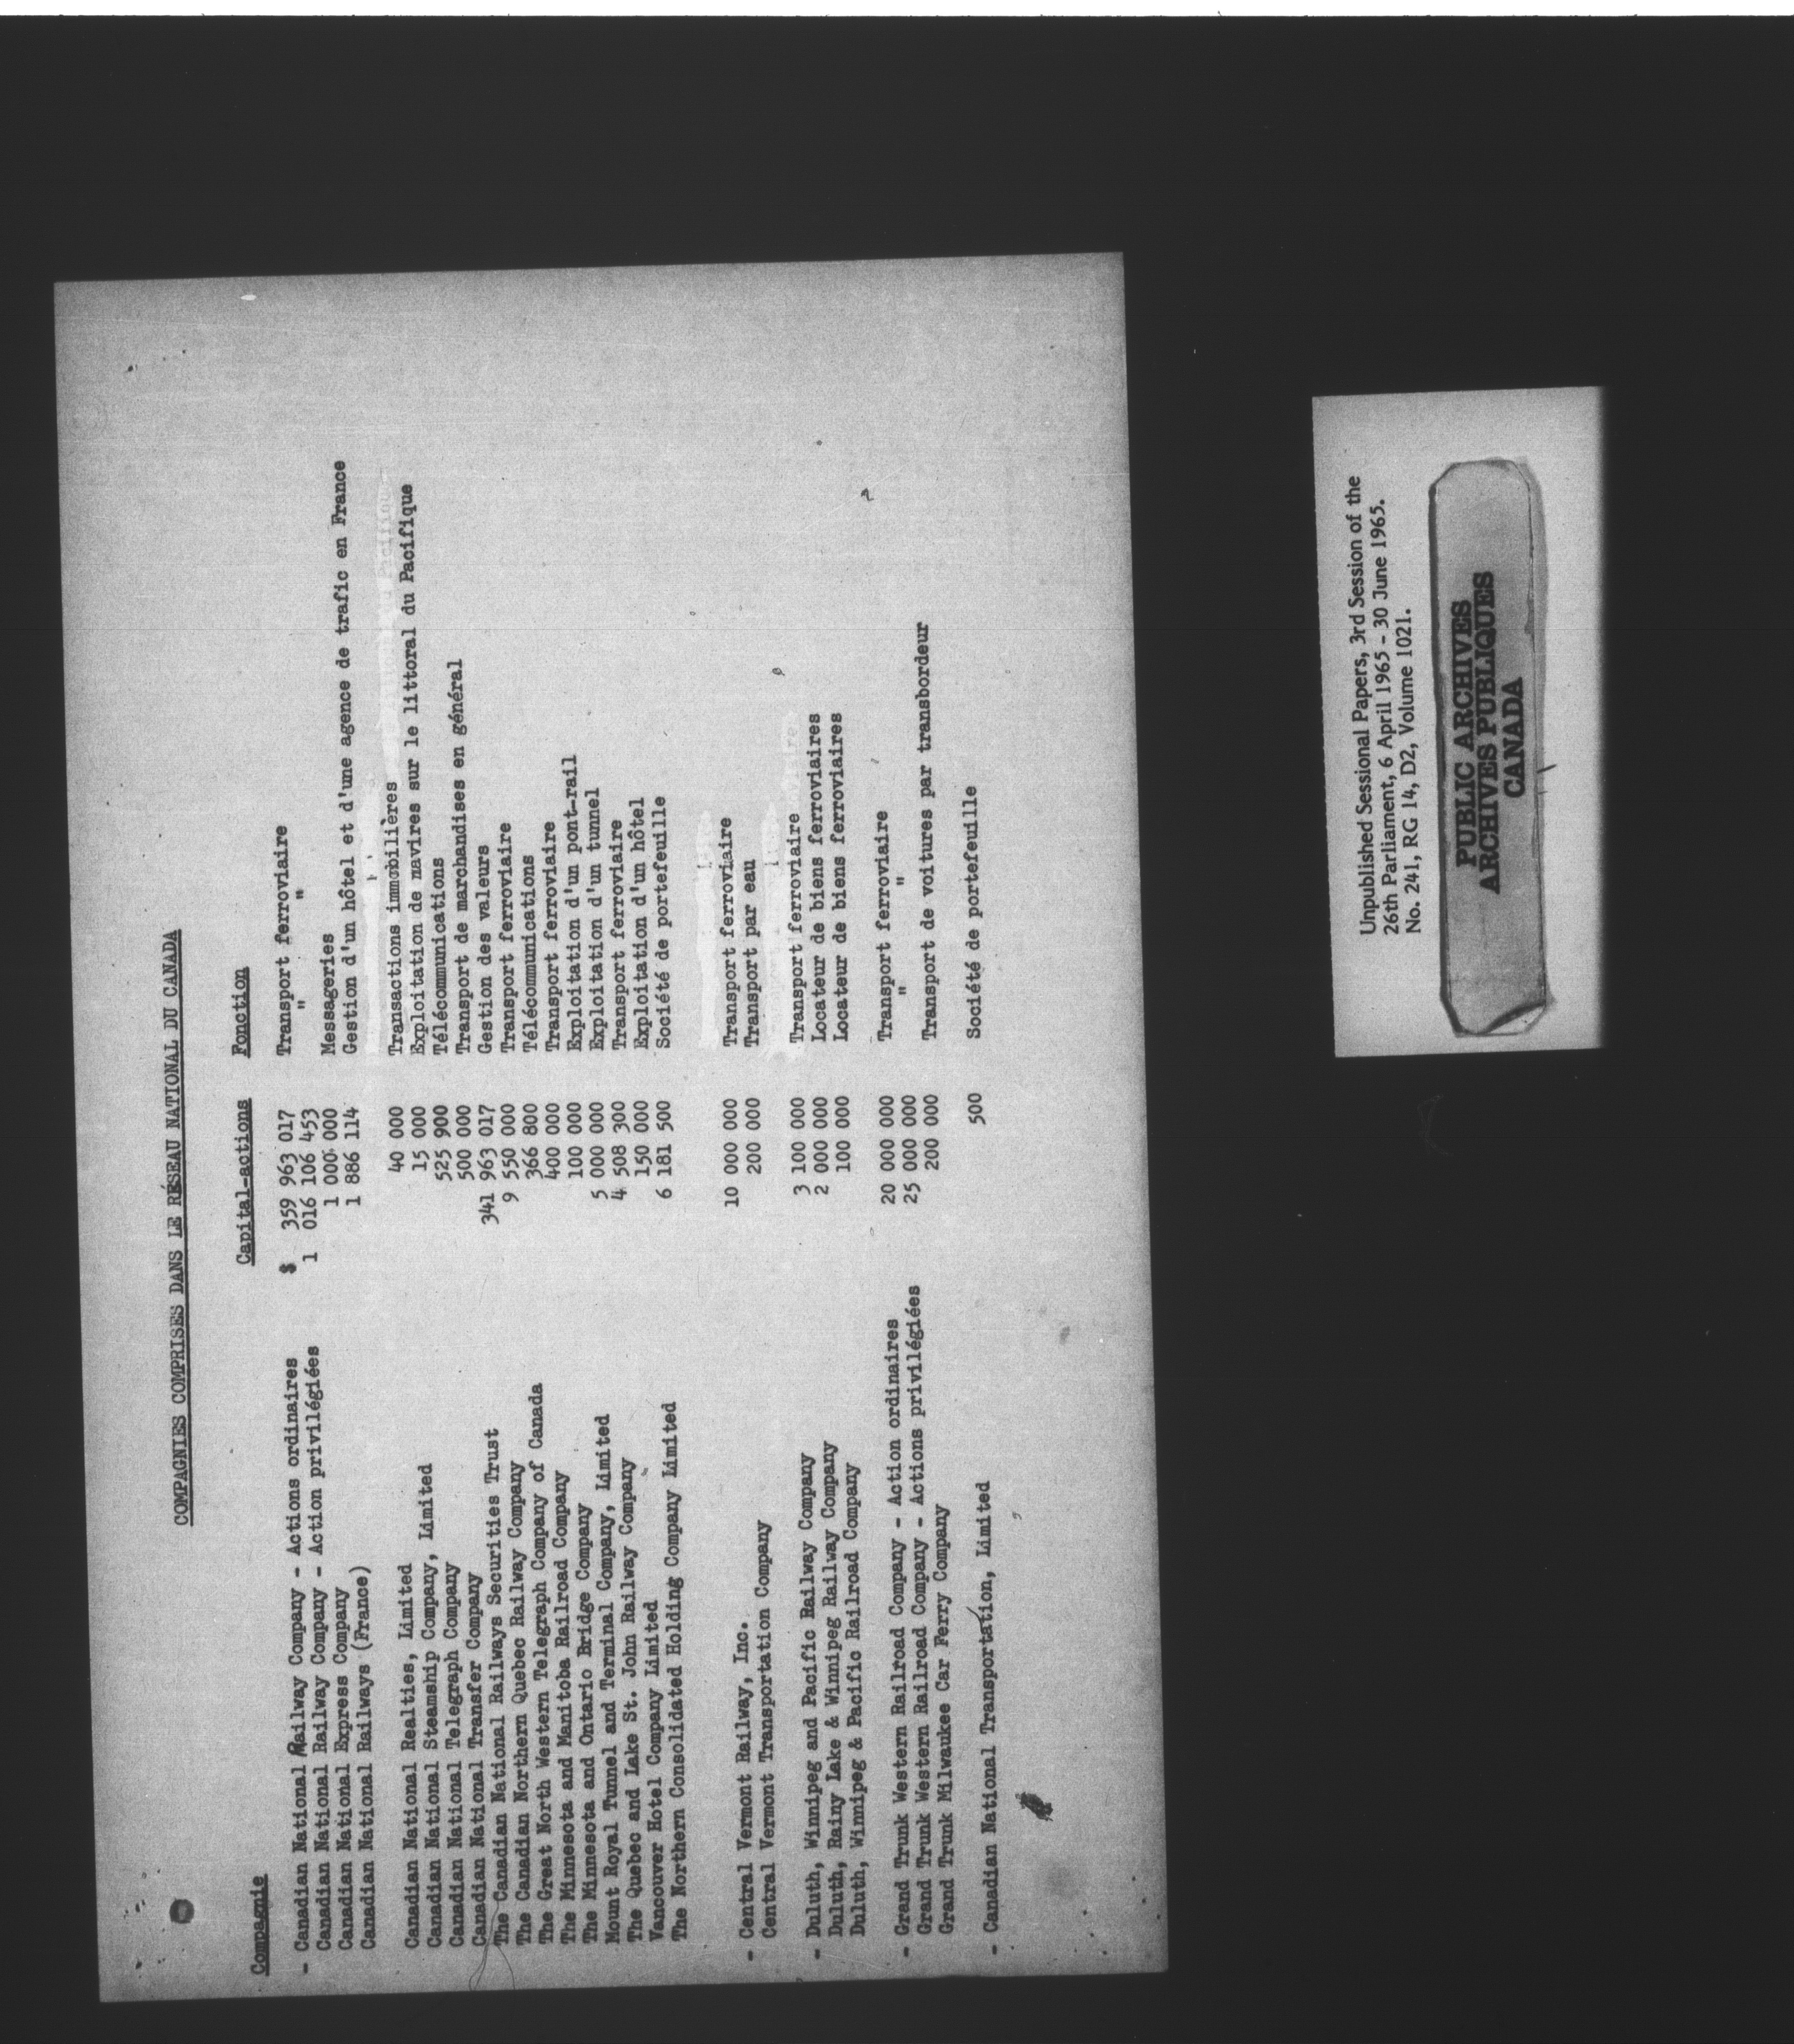 COMPAGNIES COMPRISES DANS LE RÉSEAU NATIONAL DU CANADA
Compagnie Capital-actions Fonction
- Canadian National Railway Company - Actions ordinaires $ 359 963 017 Transport ferroviaire
Canadian National Railway Company - Action privilégiées 1 016 106 453 " "
Canadian National Express Company 1 000 000 Messageries
Canadian National Railways (France) 1 886 114 Gestion d'un hôtel et d'une agence de trafic en France
Canadian National Realties, Limited 40 000 Transactions immobilières
Canadian National Steamship Company, Limited 15 000 Exploitation de navires sur le littoral du Pacifique
Canadian National Telegraph Company 525 900 Télécommunications
Canadian National Transfer Company 500 000 Transport de marchandises en général
The Canadian National Railways Securities Trust 341 963 017 Gestion des valeurs
The Canadian Northern Quebec Railway Company 9 550 000 Transport ferroviaire
The Great North Western Telegraph Company of Canada 366 800 Télécommunications
The Minnesota and Manitoba Railroad Company 400 000 Transport ferroviaire
The Minnesota and Ontario Bridge Company 100 000 Exploitation d'un pont-rail
Mount Royal Tunnel and Terminal Company, Limited 5 000 000 Exploitation d'un tunnel
The Quebec and Lake St. John Railway Company 4 508 300 Transport ferroviaire
Vancouver Hotel Company Limited 150 000 Exploitation d'un hôtel
The Northern Consolidated Holding Company Limited 6 181 500 Société de portefeuille
- Central Vermont Railway, Inc. 10 000 000 Transport ferroviaire
Central Vermont Transportation Company 200 000 Transport par eau
- Duluth, Winnipeg and Pacific Railway Company 3 100 000 Transport ferroviaire
Duluth, Rainy Lake & Winnipeg Railway Company 2 000 000 Locateur de biens ferroviaires
Duluth, Winnipeg & Pacific Railroad Company 100 000 Locateur de biens ferroviaires
- Grand Trunk Western Railroad Company - Action ordinaires 20 000 000 Transport ferroviaire
Grand Trunk Western Railroad Company - Actions privilégiées 25 000 000 " "
Grand Trunk Milwaukee Car Ferry Company 200 000 Transport de voitures par transbordeur
- Canadian National Transportation, Limited 500 Société de portefeuille
Unpublished Sessional Papers, 3rd Session of the
26th Parliament, 6 April 1965 - 30 June 1965.
No. 241, RG 14, D2, Volume 1021.
PUBLIC ARCHIVES
ARCHIVES PUBLIQUES
CANADA